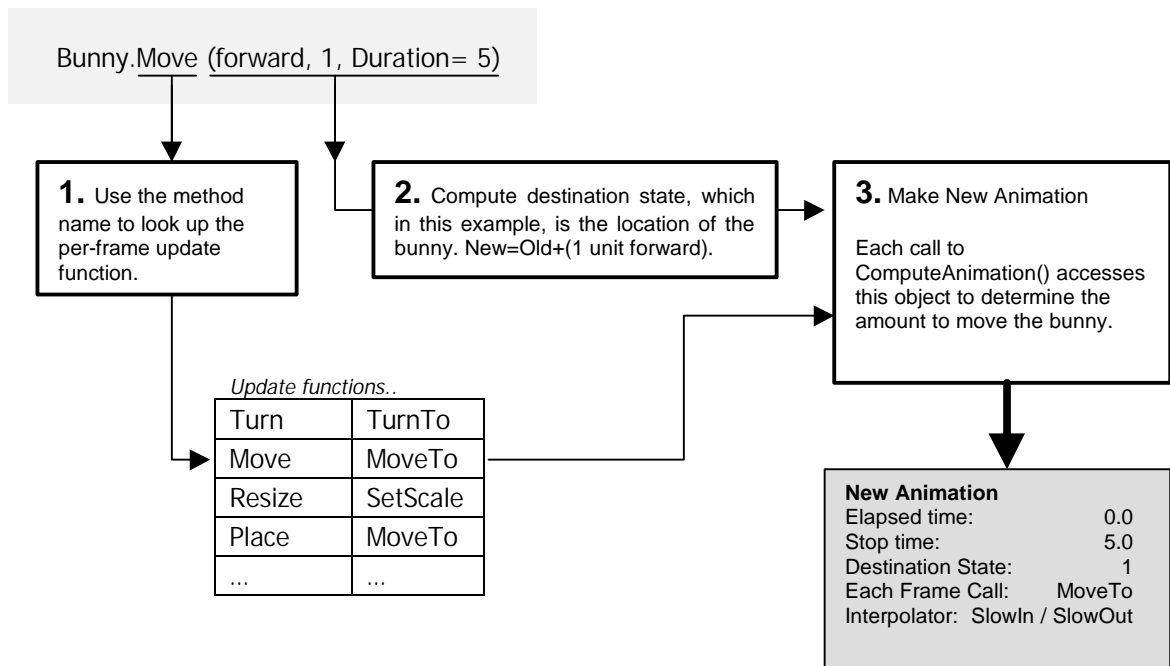 Bunny.Move (forward, 1, Duration= 5)
1. Use the method
name to look up the
per-frame update
function.
2. Compute destination state, which
in this example, is the location of the
bunny. New=Old+(1 unit forward).
3. Make New Animation
Each call to
ComputeAnimation() accesses
this object to determine the
amount to move the bunny.
Update functions..
Turn TurnTo
Move MoveTo
Resize SetScale
Place MoveTo
... ...
New Animation
Elapsed time: 0.0
Stop time: 5.0
Destination State: 1
Each Frame Call: MoveTo
Interpolator: SlowIn / SlowOut